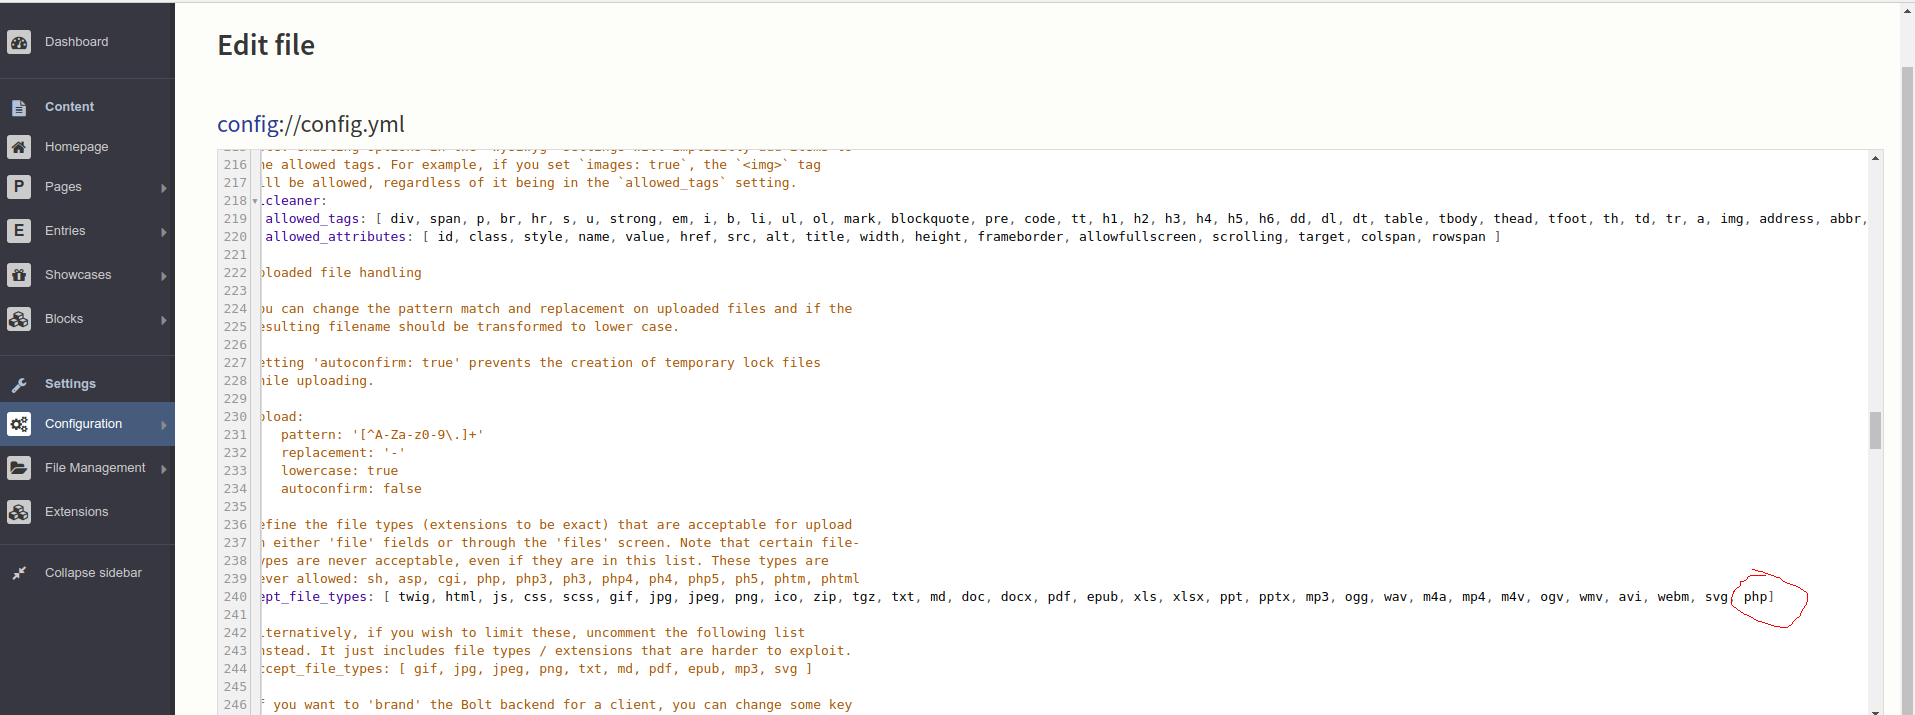 Dashboard
Content
Homepage
Pages
Entries
Showcases
Blocks
Settings
Configuration
File Management
Extensions
Collapse sidebar
Edit file
config://config.yml
216 he allowed tags. For example, if you set `images: true`, the `<img>` tag
217 ll be allowed, regardless of it being in the `allowed_tags` setting.
218 cleaner:
219 allowed_tags: [ div, span, p, br, hr, s, u, strong, em, i, b, li, ul, ol, mark, blockquote, pre, code, tt, h1, h2, h3, h4, h5, h6, dd, dl, dt, table, tbody, thead, tfoot, th, td, tr, a, img, address, abbr,
220 allowed_attributes: [ id, class, style, name, value, href, src, alt, title, width, height, frameborder, allowfullscreen, scrolling, target, colspan, rowspan ]
221
222 ploaded file handling
223
224 ou can change the pattern match and replacement on uploaded files and if the
225 esulting filename should be transformed to lower case.
226
227 etting 'autoconfirm: true' prevents the creation of temporary lock files
228 hile uploading.
229
230 pload:
231 pattern: '[^A-Za-z0-9\.]+'
232 replacement: '-'
233 lowercase: true
234 autoconfirm: false
235
236 efine the file types (extensions to be exact) that are acceptable for upload
237 n either 'file' fields or through the 'files' screen. Note that certain file-
238 ypes are never acceptable, even if they are in this list. These types are
239 ever allowed: sh, asp, cgi, php, php3, ph3, php4, ph4, php5, ph5, phtm, phtml
240 ept_file_types: [ twig, html, js, css, scss, gif, jpg, jpeg, png, ico, zip, tgz, txt, md, doc, docx, pdf, epub, xls, xlsx, ppt, pptx, mp3, ogg, wav, m4a, mp4, m4v, ogv, wmv, avi, webm, svg, php]
241
242 lternatively, if you wish to limit these, uncomment the following list
243 nstead. It just includes file types / extensions that are harder to exploit.
244 ccept_file_types: [ gif, jpg, jpeg, png, txt, md, pdf, epub, mp3, svg ]
245
246 f you want to 'brand' the Bolt backend for a client, you can change some key